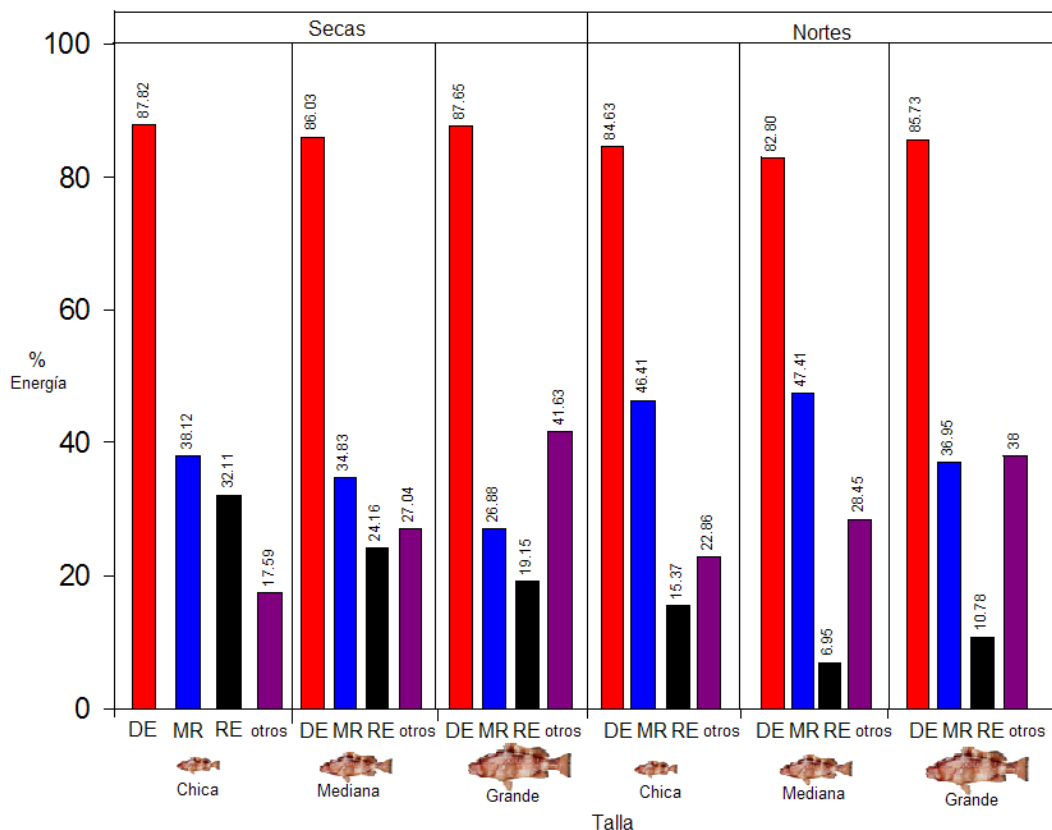 Secas
Nortes
100
80
60
40
20
0
%
Energía
87.82
38.12
32.11
17.59
86.03
34.83
24.16
27.04
87.65
26.88
19.15
41.63
84.63
46.41
15.37
22.86
82.80
47.41
6.95
28.45
85.73
36.95
10.78
38
DE MR RE otros
DE MR RE otros
DE MR RE otros
DE MR RE otros
DE MR RE otros
DE MR RE otros
Chica
Mediana
Grande
Chica
Mediana
Grande
Talla